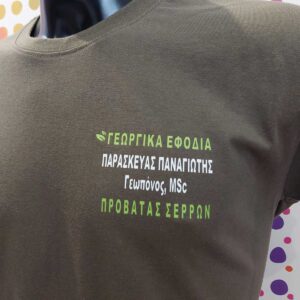 ΓΕΩΡΓΙΚΑ ΕΦΟΔΙΑ
ΠΑΡΑΣΚΕΥΑΣ ΠΑΝΑΓΙΩΤΗΣ
Γεωπόνος, MSc
ΠΡΟΒΑΤΑΣ ΣΕΡΡΩΝ